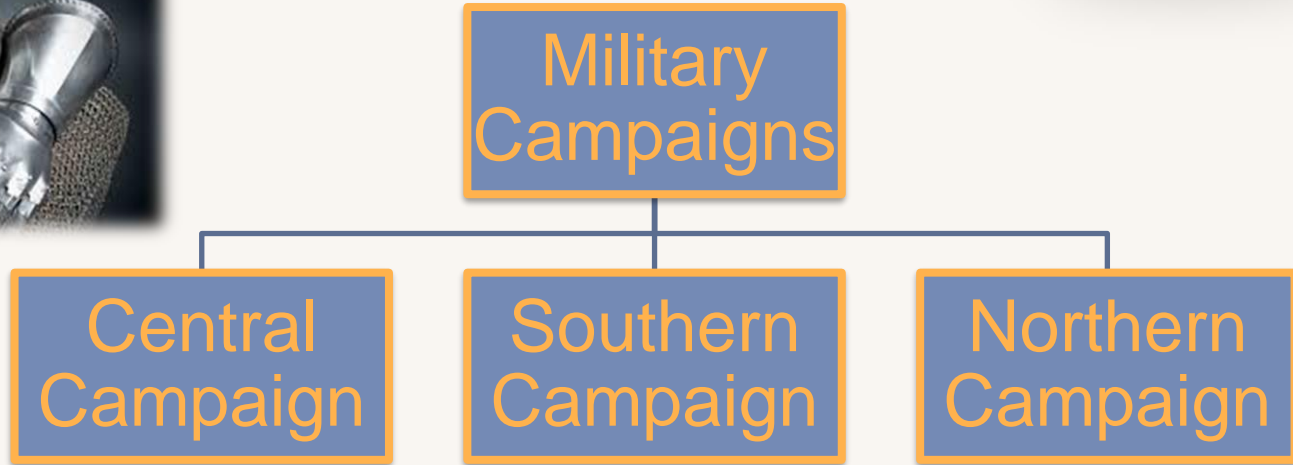 Military
Campaigns
Central
Campaign
Southern
Campaign
Northern
Campaign